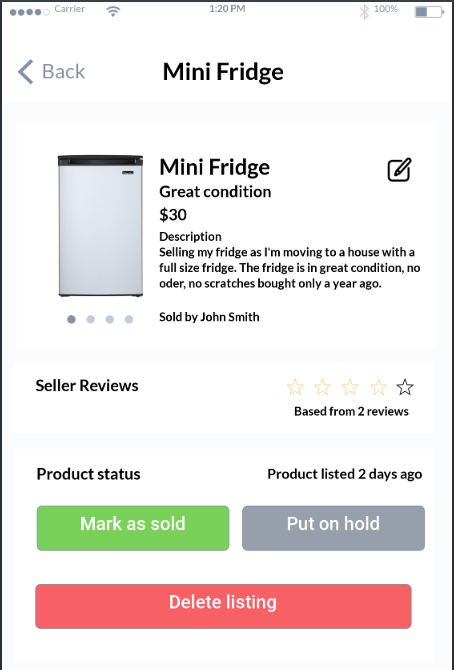 Carrier 1:20 PM 100%
Back Mini Fridge
Mini Fridge
Great condition
$30
Description
Selling my fridge as I'm moving to a house with a
full size fridge. The fridge is in great condition, no
oder, no scratches bought only a year ago.
Sold by John Smith
Seller Reviews
Based from 2 reviews
Product status Product listed 2 days ago
Mark as sold Put on hold
Delete listing